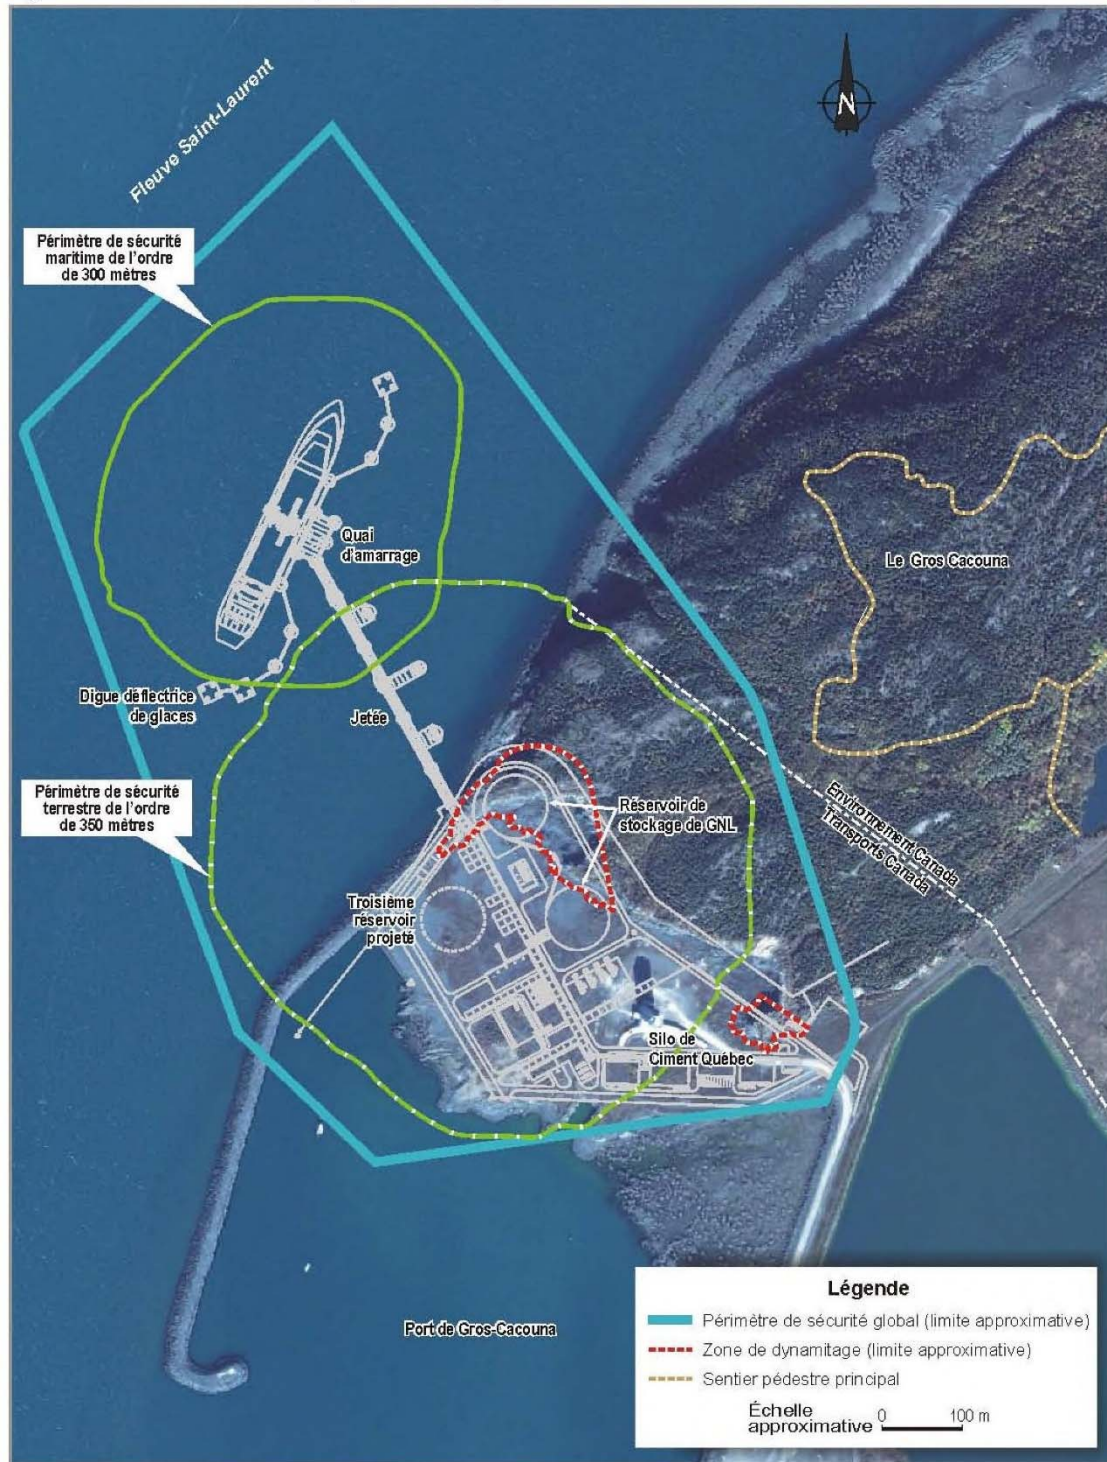 N
Fleuve Saint-Laurent
Périmètre de sécurité
maritime de l'ordre
de 300 mètres
Quai
d'amarrage
Le Gros Cacouna
Digue déflectrice
de glaces
Jetée
Périmètre de sécurité
terrestre de l'ordre
de 350 mètres
Réservoir de
stockage de GNL
Environnement Canada
Transports Canada
Troisième
réservoir
projeté
Silo de
Ciment Québec
Port de Gros-Cacouna
Légende
Périmètre de sécurité global (limite approximative)
Zone de dynamitage (limite approximative)
Sentier pédestre principal
Échelle
approximative
0 100 m